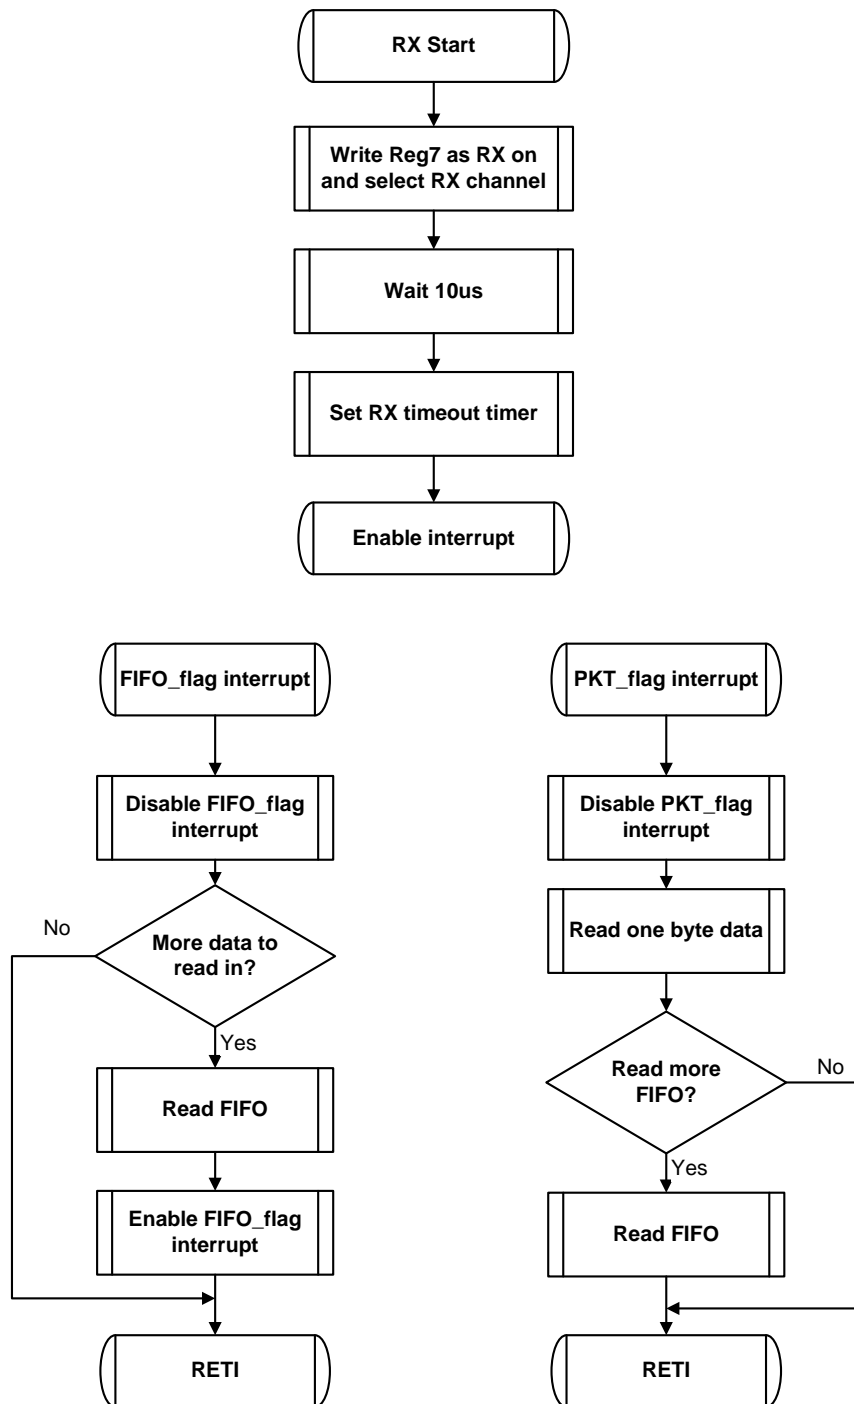 RX Start
Write Reg7 as RX on
and select RX channel
Wait 10us
Set RX timeout timer
Enable interrupt
FIFO_flag interrupt
Disable FIFO_flag
interrupt
No
More data to
read in?
Yes
Read FIFO
Enable FIFO_flag
interrupt
RETI
PKT_flag interrupt
Disable PKT_flag
interrupt
Read one byte data
Read more
FIFO?
No
Yes
Read FIFO
RETI